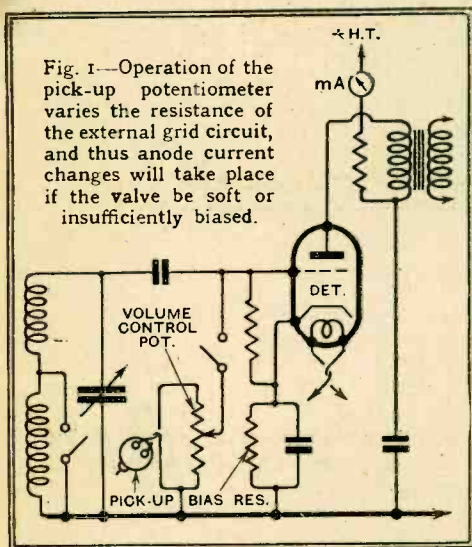 Fig. 1—Operation of the
pick-up potentiometer
varies the resistance of
the external grid circuit,
and thus anode current
changes will take place
if the valve be soft or
insufficiently biased.
+ H.T.
mA
DET.
VOLUME
CONTROL
POT.
PICK-UP
BIAS RES.